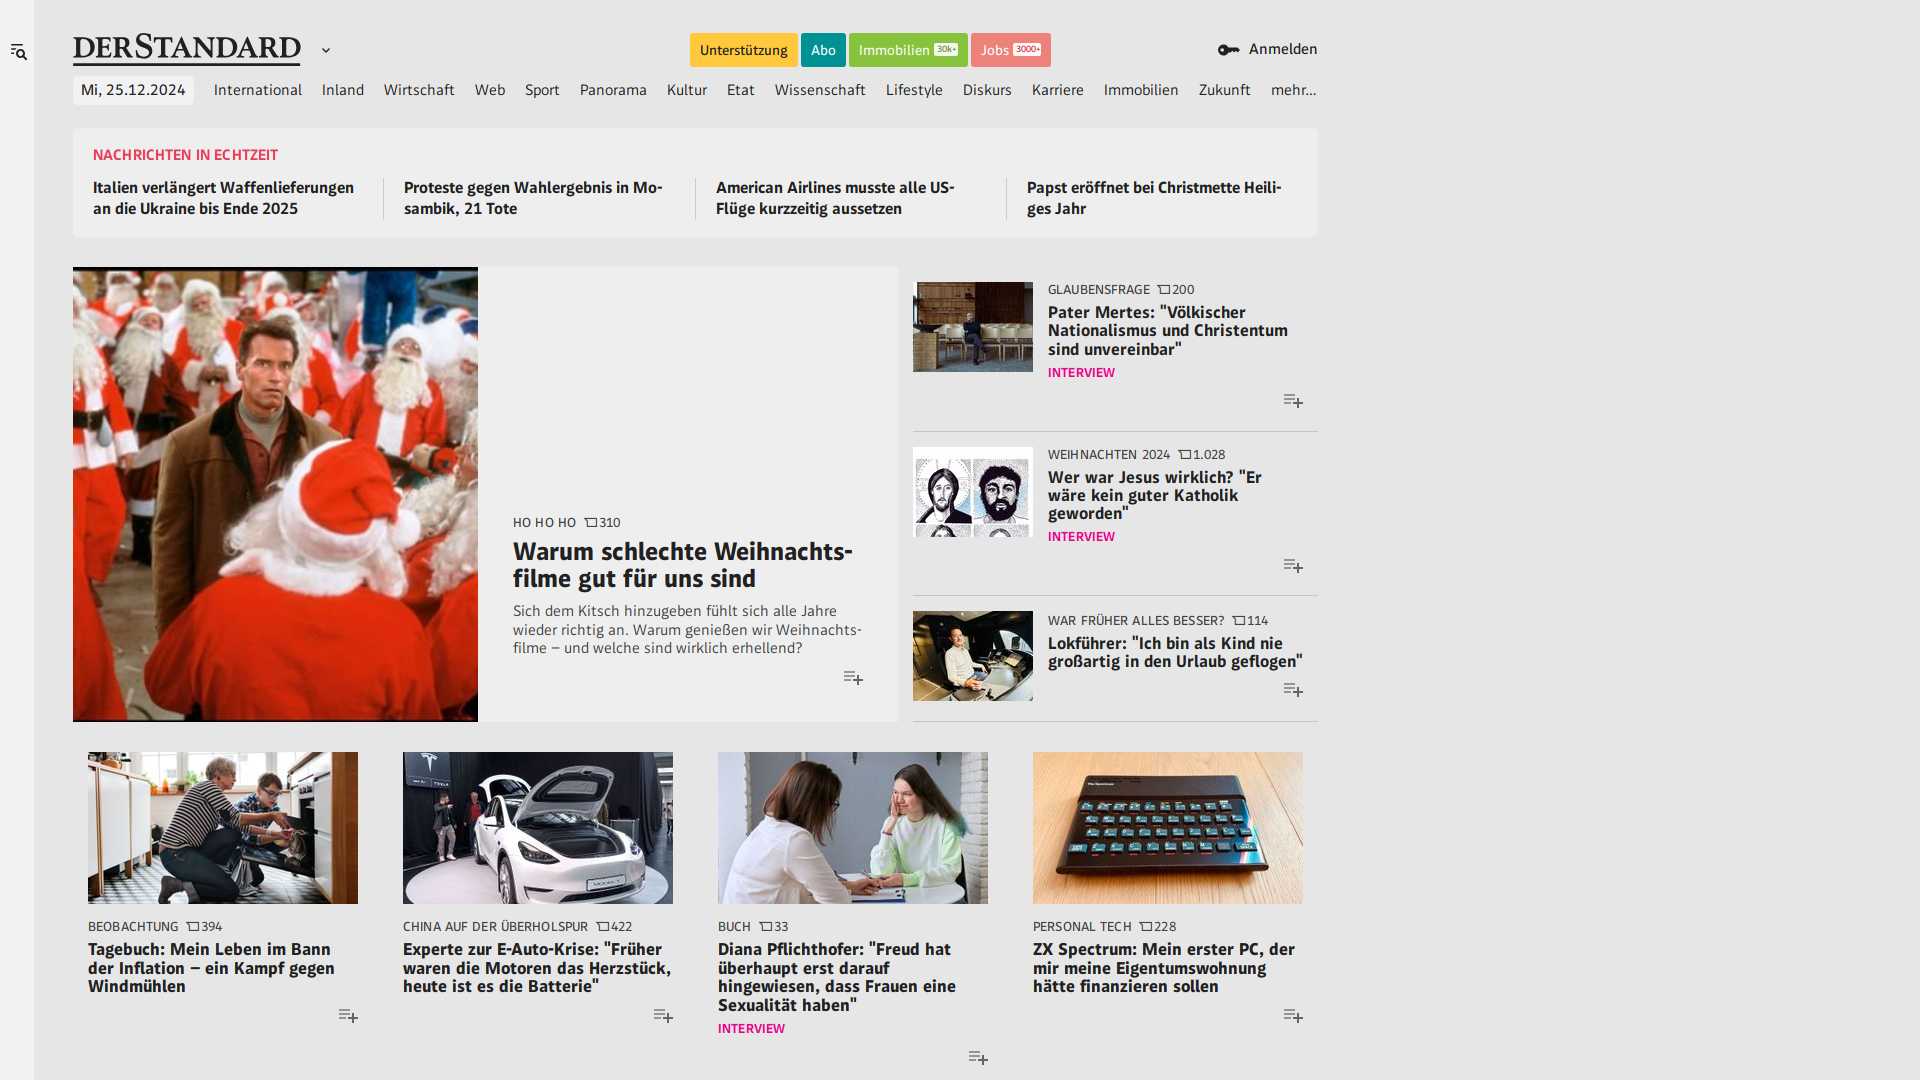 DERSTANDARD
Unterstützung
Abo
Immobilien 30k+
Jobs 3000+
Anmelden
Mi, 25.12.2024
International
Inland
Wirtschaft
Web
Sport
Panorama
Kultur
Etat
Wissenschaft
Lifestyle
Diskurs
Karriere
Immobilien
Zukunft
mehr...
NACHRICHTEN IN ECHTZEIT
Italien verlängert Waffenlieferungen
an die Ukraine bis Ende 2025
Proteste gegen Wahlergebnis in Mo-
sambik, 21 Tote
American Airlines musste alle US-
Flüge kurzzeitig aussetzen
Papst eröffnet bei Christmette Heili-
ges Jahr
HO HO HO 310
Warum schlechte Weihnachts-
filme gut für uns sind
Sich dem Kitsch hinzugeben fühlt sich alle Jahre
wieder richtig an. Warum genießen wir Weihnachts-
filme – und welche sind wirklich erhellend?
GLAUBENSFRAGE 200
Pater Mertes: "Völkischer
Nationalismus und Christentum
sind unvereinbar"
INTERVIEW
WEIHNACHTEN 2024 1.028
Wer war Jesus wirklich? "Er
wäre kein guter Katholik
geworden"
INTERVIEW
WAR FRÜHER ALLES BESSER? 114
Lokführer: "Ich bin als Kind nie
großartig in den Urlaub geflogen"
BEOBACHTUNG 394
Tagebuch: Mein Leben im Bann
der Inflation – ein Kampf gegen
Windmühlen
CHINA AUF DER ÜBERHOLSPUR 422
Experte zur E-Auto-Krise: "Früher
waren die Motoren das Herzstück,
heute ist es die Batterie"
BUCH 33
Diana Pflichthofer: "Freud hat
überhaupt erst darauf
hingewiesen, dass Frauen eine
Sexualität haben"
INTERVIEW
PERSONAL TECH 228
ZX Spectrum: Mein erster PC, der
mir meine Eigentumswohnung
hätte finanzieren sollen